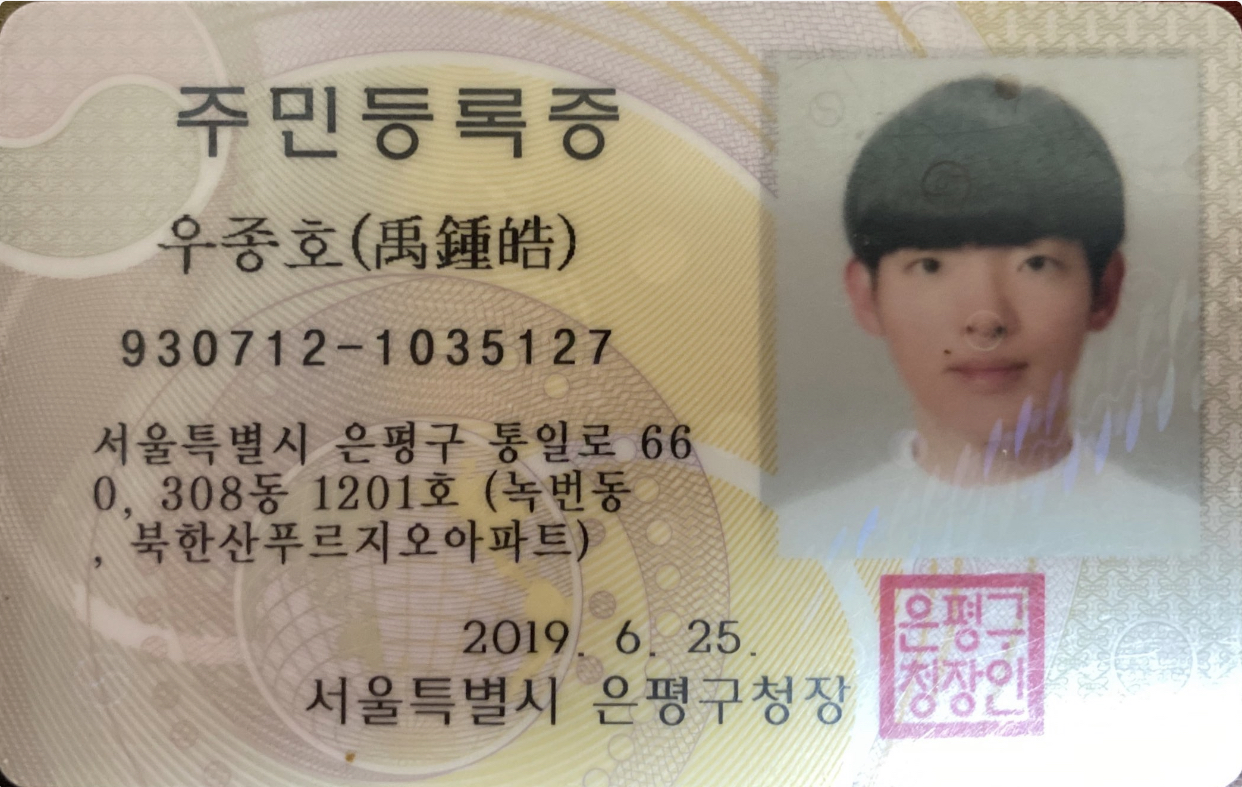 주민등록증
우종호(禹鍾皓)
930712-1035127
서울특별시 은평구 통일로 66
0, 308동 1201호 (녹번동
, 북한산푸르지오아파트)
2019. 6. 25.
서울특별시 은평구청장
은평구
청장인